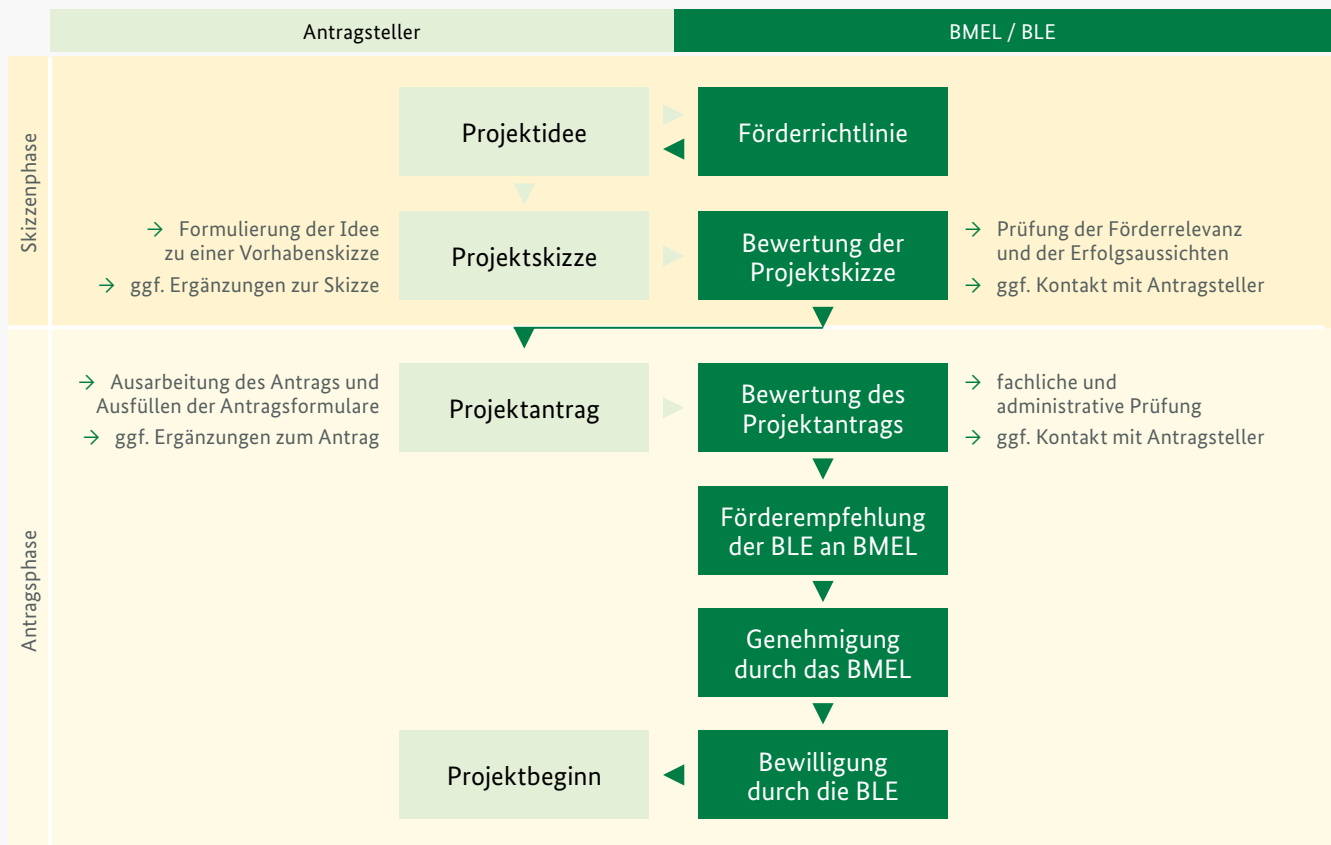 Antragsteller
BMEL / BLE
Skizzenphase
Projektidee
Förderrichtlinie
→ Formulierung der Idee
zu einer Vorhabenskizze
→ ggf. Ergänzungen zur Skizze
Projektskizze
Bewertung der
Projektskizze
→ Prüfung der Förderrelevanz
und der Erfolgsaussichten
→ ggf. Kontakt mit Antragsteller
Antragsphase
→ Ausarbeitung des Antrags und
Ausfüllen der Antragsformulare
→ ggf. Ergänzungen zum Antrag
Projektantrag
Bewertung des
Projektantrags
→ fachliche und
administrative Prüfung
→ ggf. Kontakt mit Antragsteller
Förderempfehlung
der BLE an BMEL
Genehmigung
durch das BMEL
Projektbeginn
Bewilligung
durch die BLE